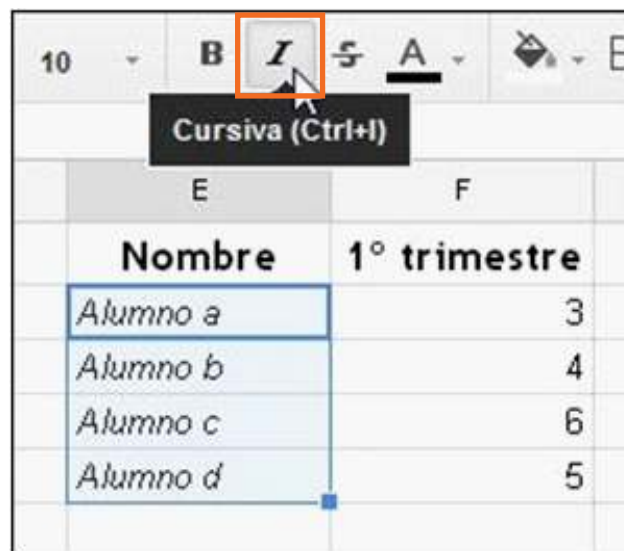 10 B I S A
Cursiva (Ctrl+I)
E F
Nombre 1° trimestre
Alumno a 3
Alumno b 4
Alumno c 6
Alumno d 5